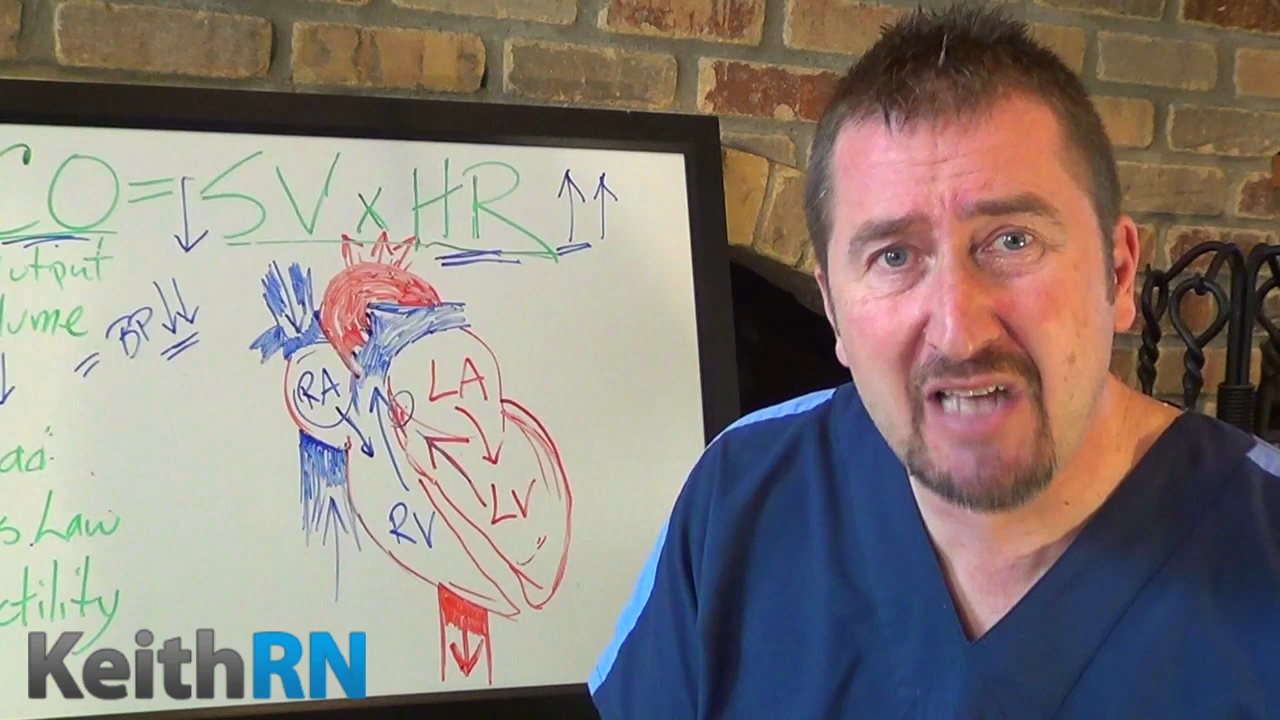 CO = ↓ SV x HR ↑↑
utput
lume = BP ↓↓
↓
RA LA
s Law
RV LV
ctility
KeithRN